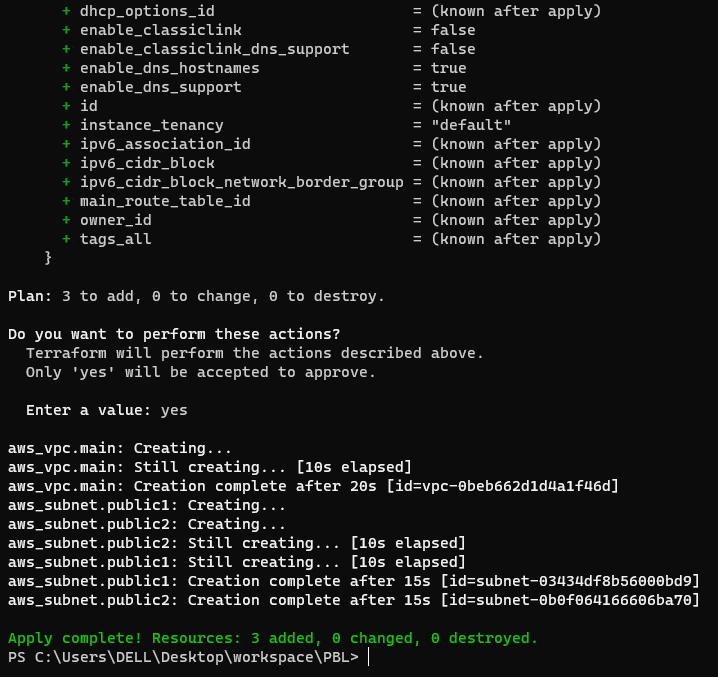 + dhcp_options_id                      = (known after apply)
+ enable_classiclink                   = false
+ enable_classiclink_dns_support       = false
+ enable_dns_hostnames                 = true
+ enable_dns_support                   = true
+ id                                   = (known after apply)
+ instance_tenancy                     = "default"
+ ipv6_association_id                  = (known after apply)
+ ipv6_cidr_block                      = (known after apply)
+ ipv6_cidr_block_network_border_group = (known after apply)
+ main_route_table_id                  = (known after apply)
+ owner_id                             = (known after apply)
+ tags_all                             = (known after apply)
}
Plan: 3 to add, 0 to change, 0 to destroy.
Do you want to perform these actions?
Terraform will perform the actions described above.
Only 'yes' will be accepted to approve.
Enter a value: yes
aws_vpc.main: Creating...
aws_vpc.main: Still creating... [10s elapsed]
aws_vpc.main: Creation complete after 20s [id=vpc-0beb662d1d4a1f46d]
aws_subnet.public1: Creating...
aws_subnet.public2: Creating...
aws_subnet.public2: Still creating... [10s elapsed]
aws_subnet.public1: Still creating... [10s elapsed]
aws_subnet.public1: Creation complete after 15s [id=subnet-03434df8b56000bd9]
aws_subnet.public2: Creation complete after 15s [id=subnet-0b0f064166606ba70]
Apply complete! Resources: 3 added, 0 changed, 0 destroyed.
PS C:\Users\DELL\Desktop\workspace\PBL>